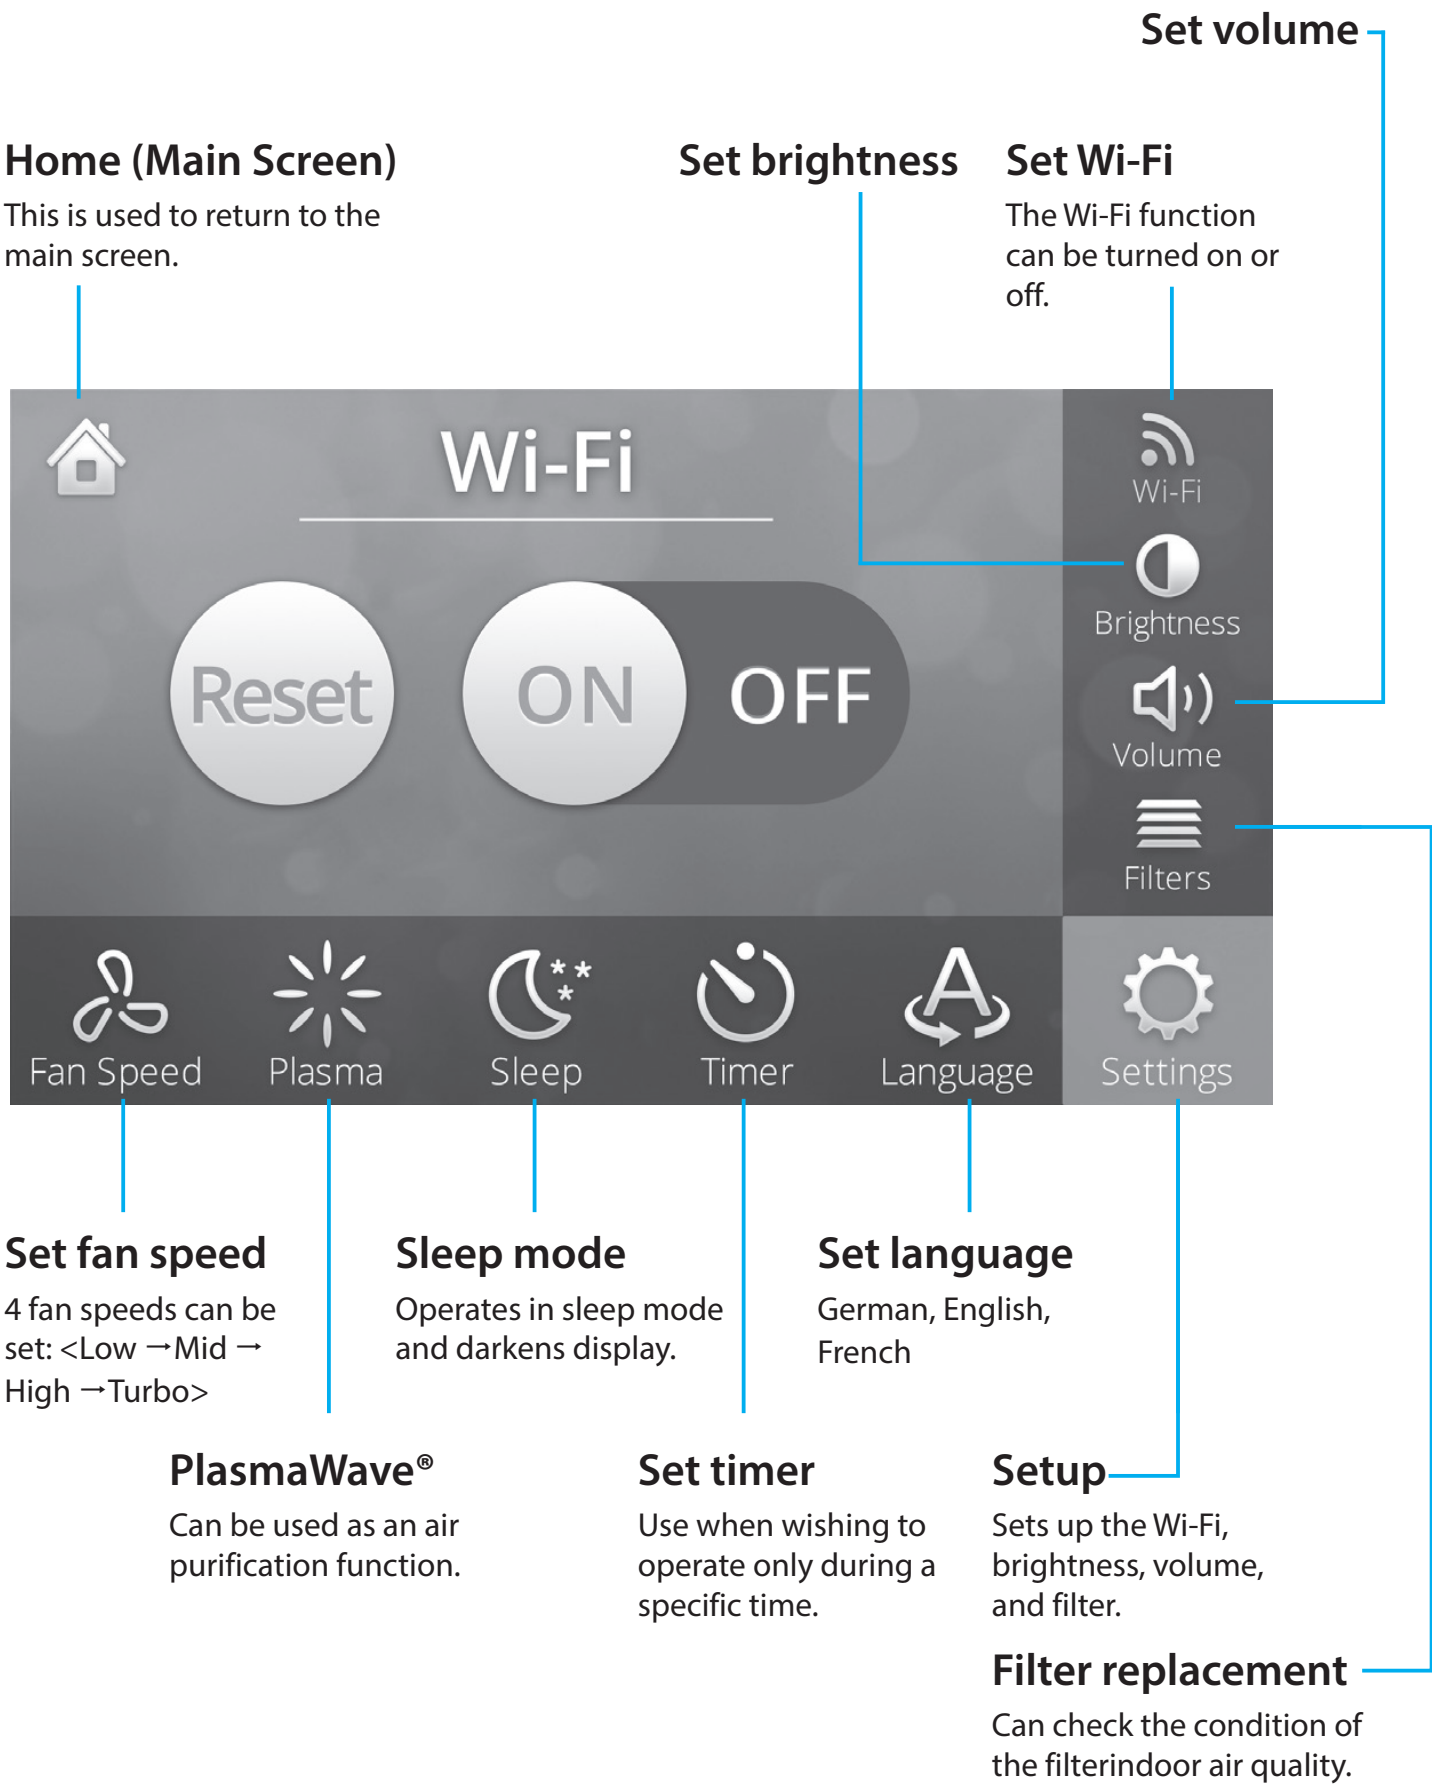 Set volume
Home (Main Screen)
This is used to return to the
main screen.
Set brightness
Set Wi-Fi
The Wi-Fi function
can be turned on or
off.
Wi-Fi
Reset
ON
OFF
Wi-Fi
Brightness
Volume
Filters
Fan Speed
Plasma
Sleep
Timer
Language
Settings
Set fan speed
4 fan speeds can be
set: <Low →Mid →
High →Turbo>
Sleep mode
Operates in sleep mode
and darkens display.
Set language
German, English,
French
PlasmaWave®
Can be used as an air
purification function.
Set timer
Use when wishing to
operate only during a
specific time.
Setup
Sets up the Wi-Fi,
brightness, volume,
and filter.
Filter replacement
Can check the condition of
the filterindoor air quality.